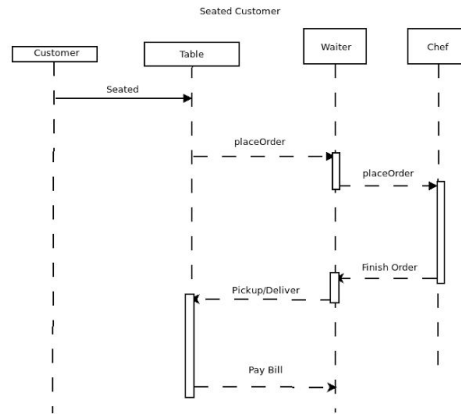 Seated Customer
Customer
Table
Waiter
Chef
Seated
placeOrder
placeOrder
Finish Order
Pickup/Deliver
Pay Bill